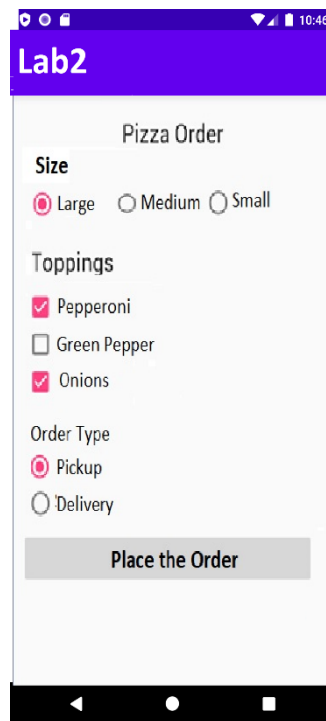 10:46
Lab2
Pizza Order
Size
Large Medium Small
Toppings
Pepperoni
Green Pepper
Onions
Order Type
Pickup
Delivery
Place the Order